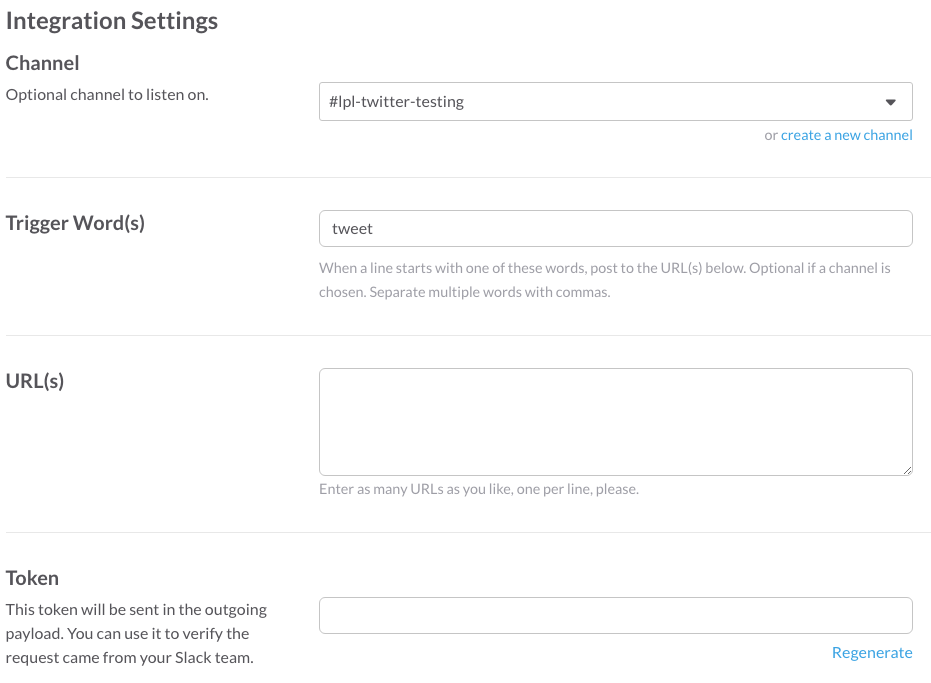 Integration Settings
Channel
Optional channel to listen on.
#lpl-twitter-testing
or create a new channel
Trigger Word(s)
tweet
When a line starts with one of these words, post to the URL(s) below. Optional if a channel is
chosen. Separate multiple words with commas.
URL(s)
Enter as many URLs as you like, one per line, please.
Token
This token will be sent in the outgoing
payload. You can use it to verify the
request came from your Slack team.
Regenerate